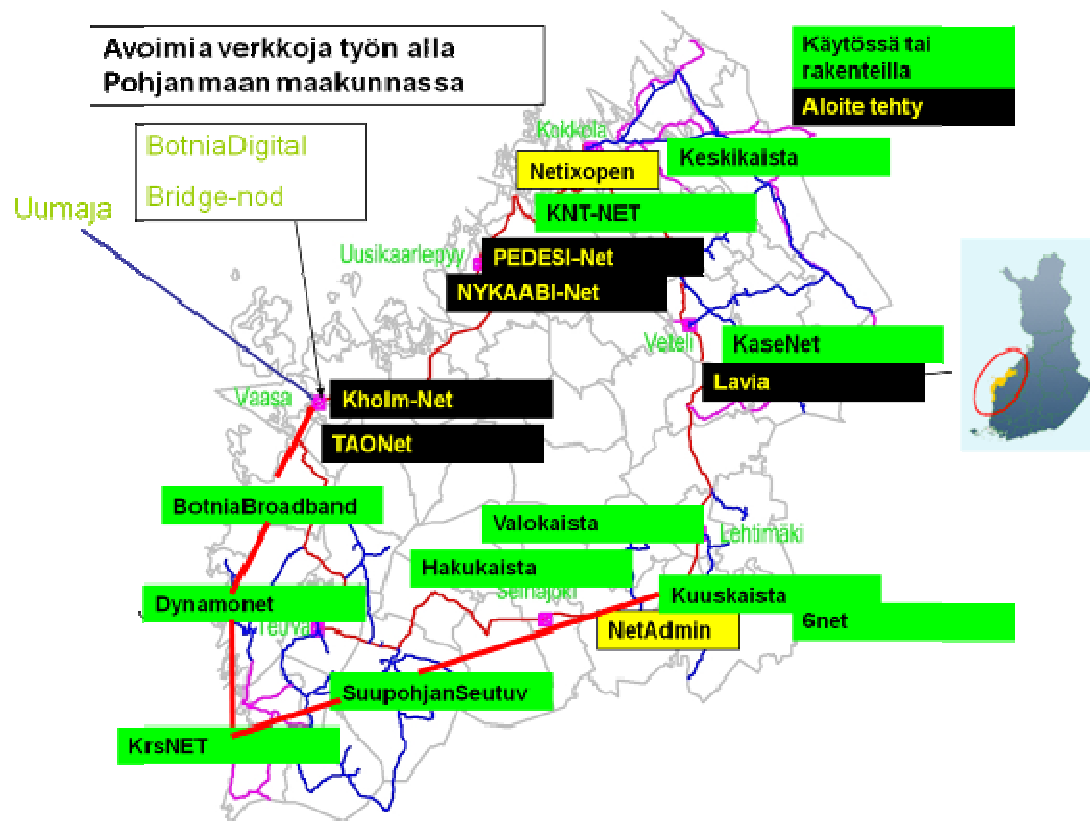 Avoimia verkkoja työn alla
Pohjanmaan maakunnassa
Käytössä tai
rakenteilla
Aloite tehty
BotniaDigital
Bridge-nod
Uumaja
Kokkola
Keskikaista
Netixopen
KNT-NET
Uusikaarlepyy
PEDESI-Net
NYKAABI-Net
Veteli
KaseNet
Lavia
Vaasa
Kholm-Net
TAONet
BotniaBroadband
Valokaista
Lehtimäki
Hakukaista
Seinäjoki
Kuuskaista
Dynamonet
6net
Teuva
NetAdmin
SuupohjanSeutuv
KrsNET